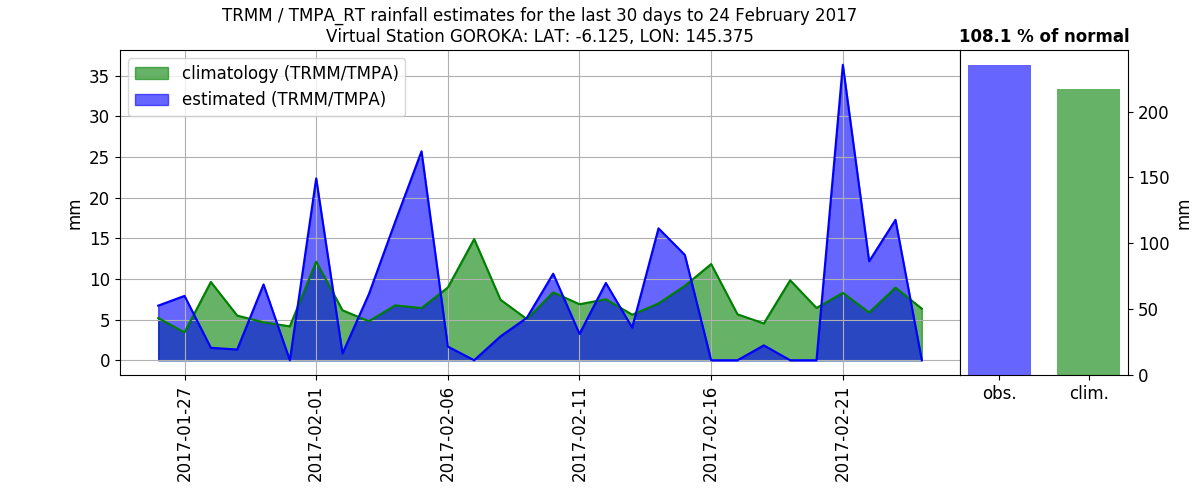 TRMM / TMPA_RT rainfall estimates for the last 30 days to 24 February 2017
Virtual Station GOROKA: LAT: -6.125, LON: 145.375
108.1 % of normal
climatology (TRMM/TMPA)
estimated (TRMM/TMPA)
35
30
25
20
15
10
5
0
mm
2017-01-27
2017-02-01
2017-02-06
2017-02-11
2017-02-16
2017-02-21
200
150
100
50
0
mm
obs.
clim.